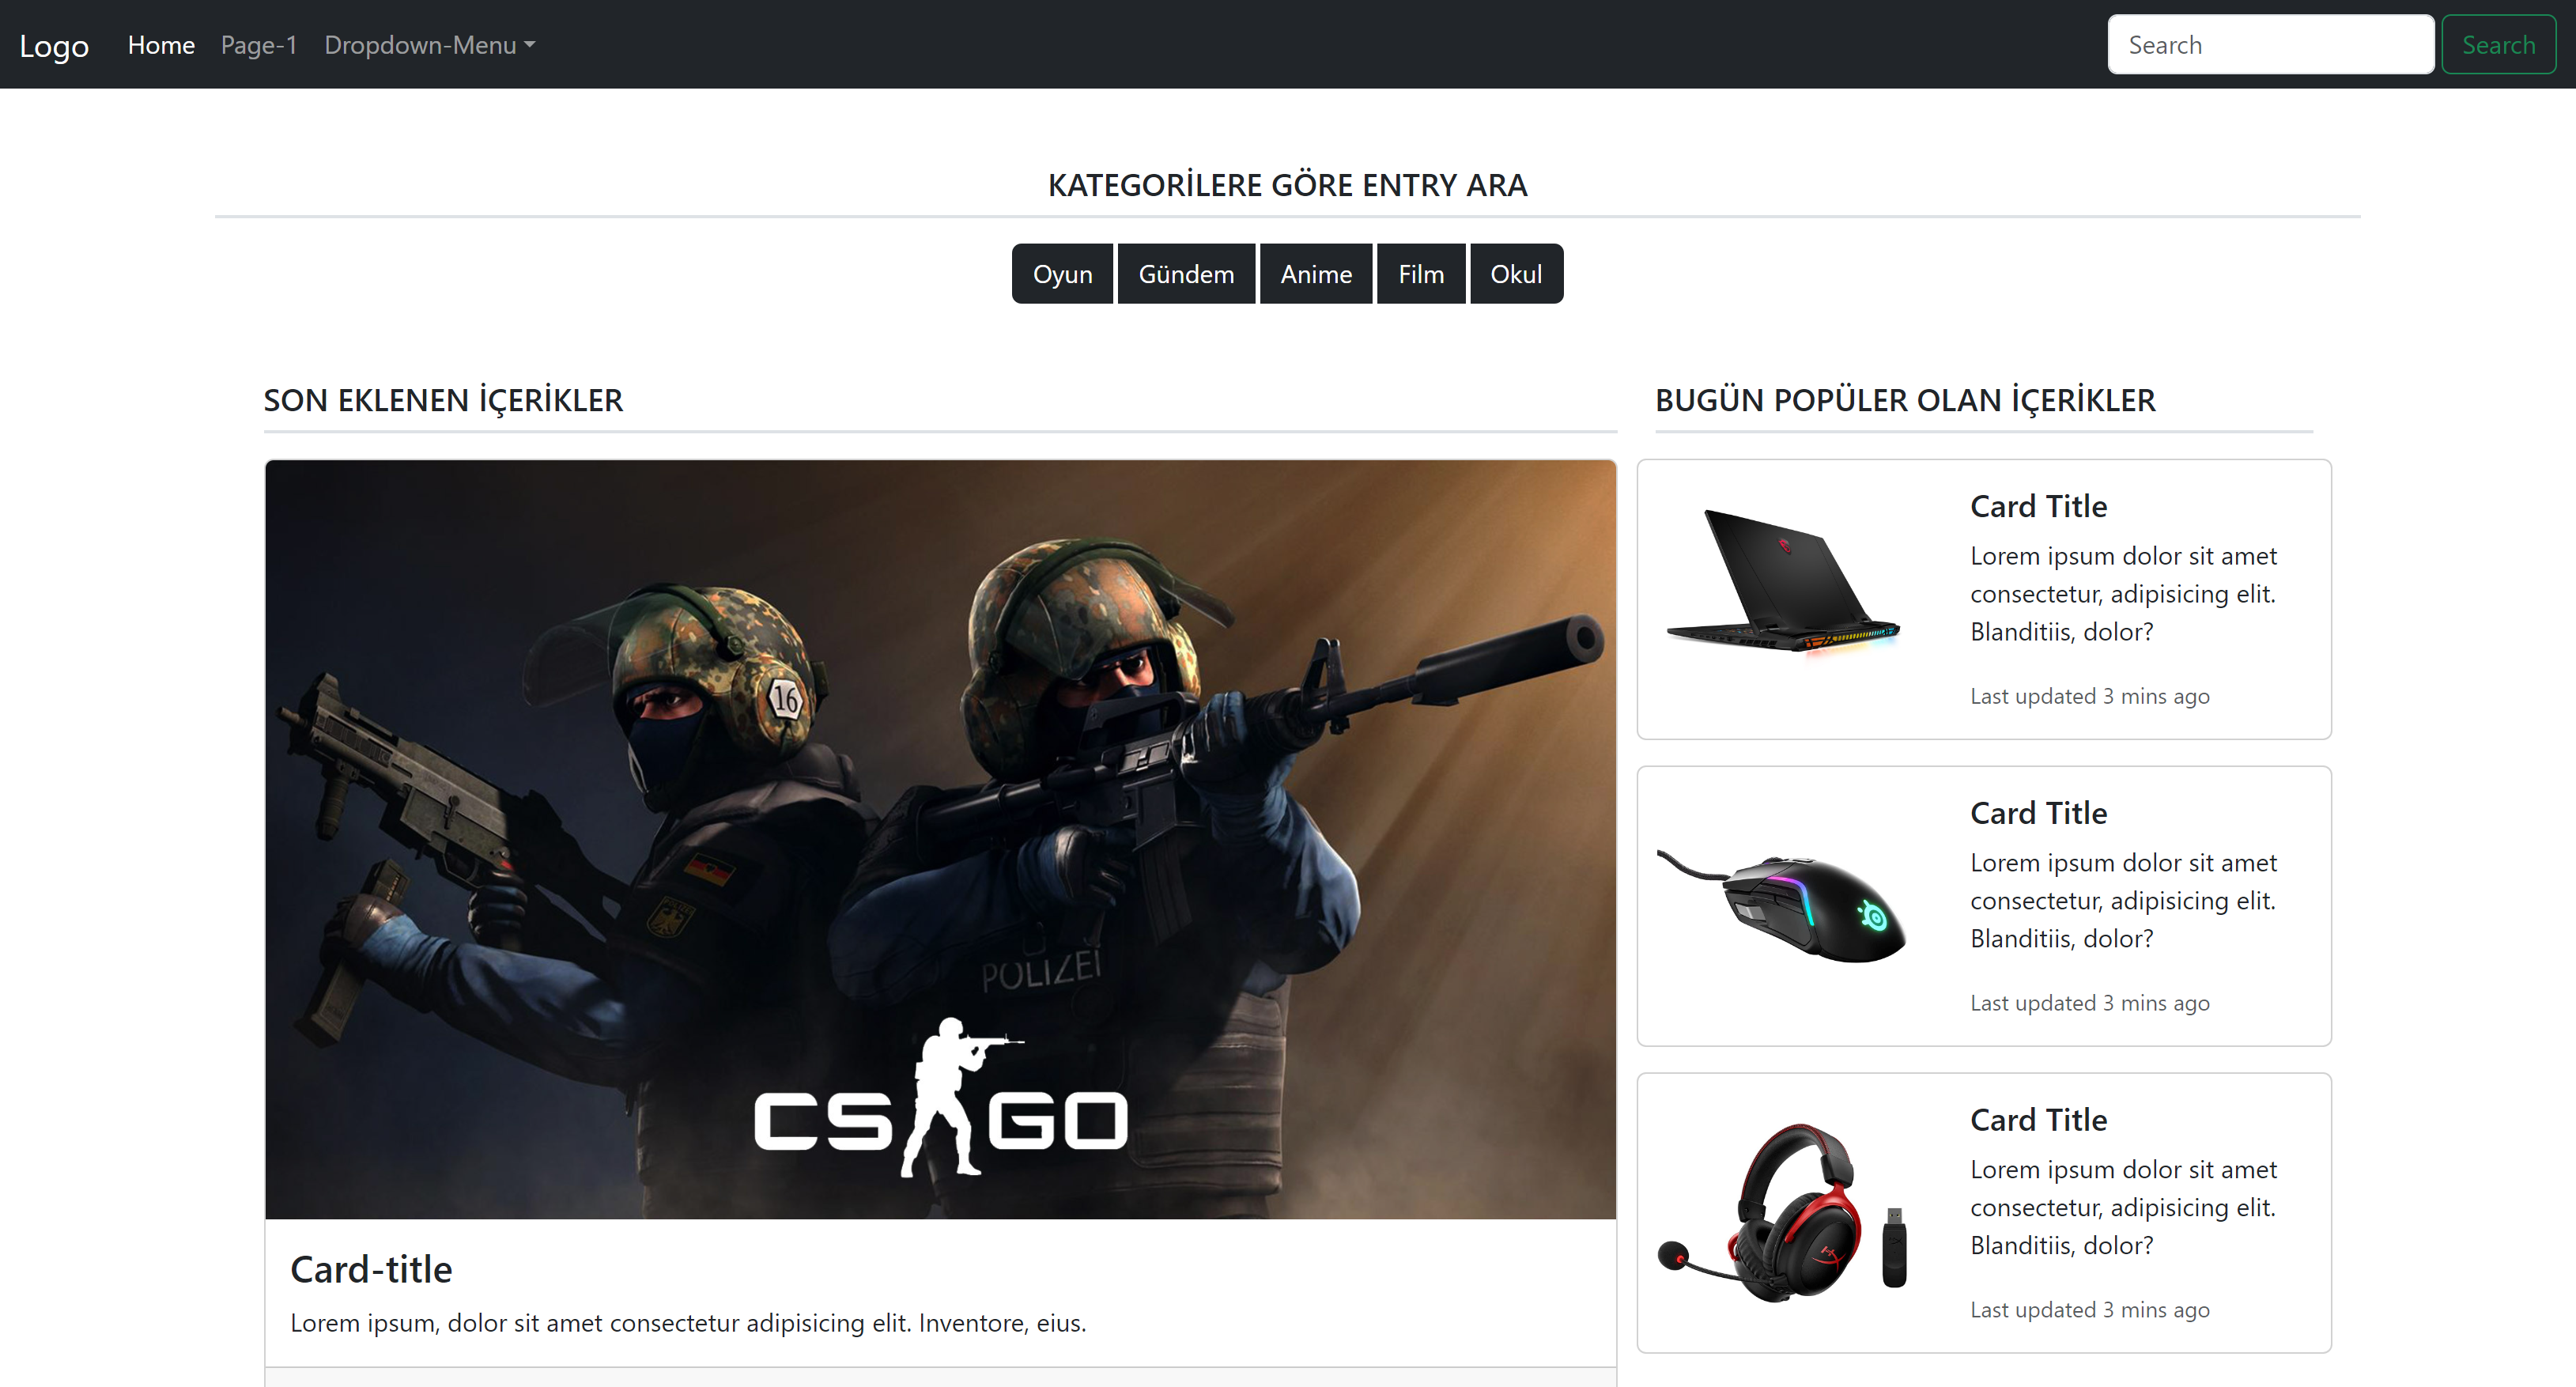 Logo Home Page-1 Dropdown-Menu Search Search
KATEGORİLERE GÖRE ENTRY ARA
Oyun Gündem Anime Film Okul
SON EKLENEN İÇERİKLER
16
POLIZEI
POLIZEI
CS GO
Card-title
Lorem ipsum, dolor sit amet consectetur adipisicing elit. Inventore, eius.
BUGÜN POPÜLER OLAN İÇERİKLER
Card Title
Lorem ipsum dolor sit amet
consectetur, adipisicing elit.
Blanditiis, dolor?
Last updated 3 mins ago
Card Title
Lorem ipsum dolor sit amet
consectetur, adipisicing elit.
Blanditiis, dolor?
Last updated 3 mins ago
Card Title
Lorem ipsum dolor sit amet
consectetur, adipisicing elit.
Blanditiis, dolor?
Last updated 3 mins ago